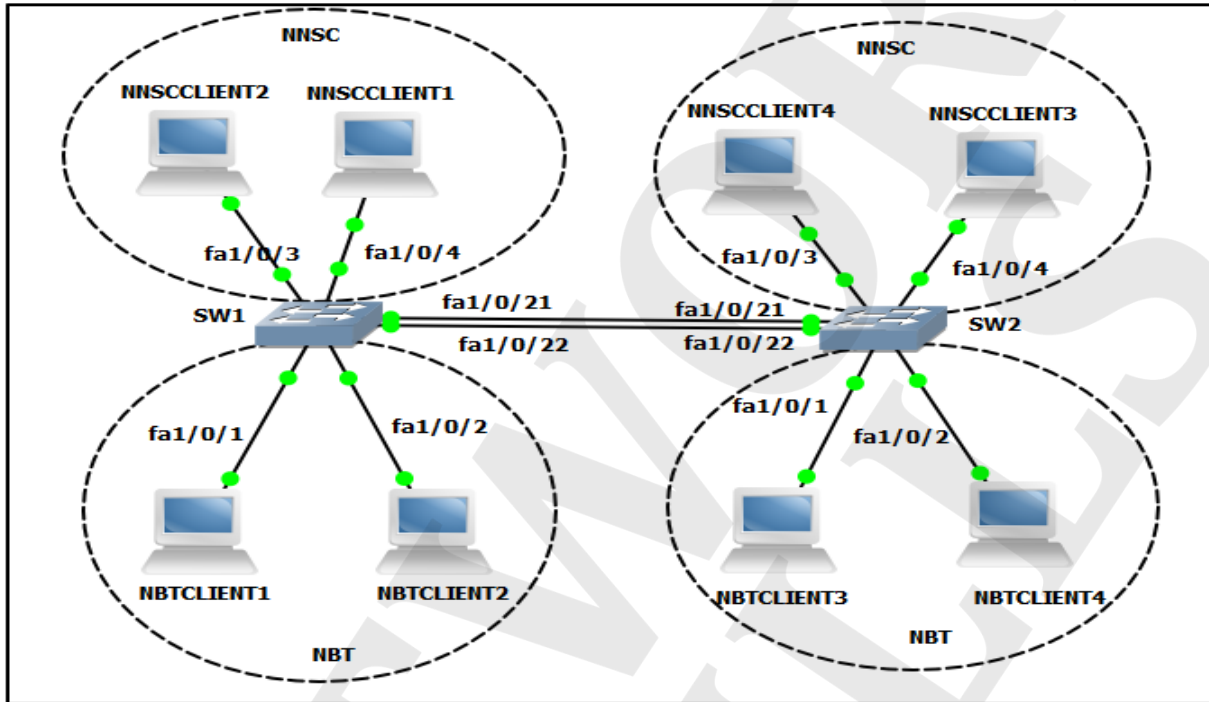 NNSC
NNSC
NNSCCLIENT2
NNSCCLIENT1
NNSCCLIENT4
NNSCCLIENT3
fa1/0/3
fa1/0/4
fa1/0/3
fa1/0/4
SW1
fa1/0/21
fa1/0/21
SW2
fa1/0/22
fa1/0/22
fa1/0/1
fa1/0/2
fa1/0/1
fa1/0/2
NBTCLIENT1
NBTCLIENT2
NBTCLIENT3
NBTCLIENT4
NBT
NBT